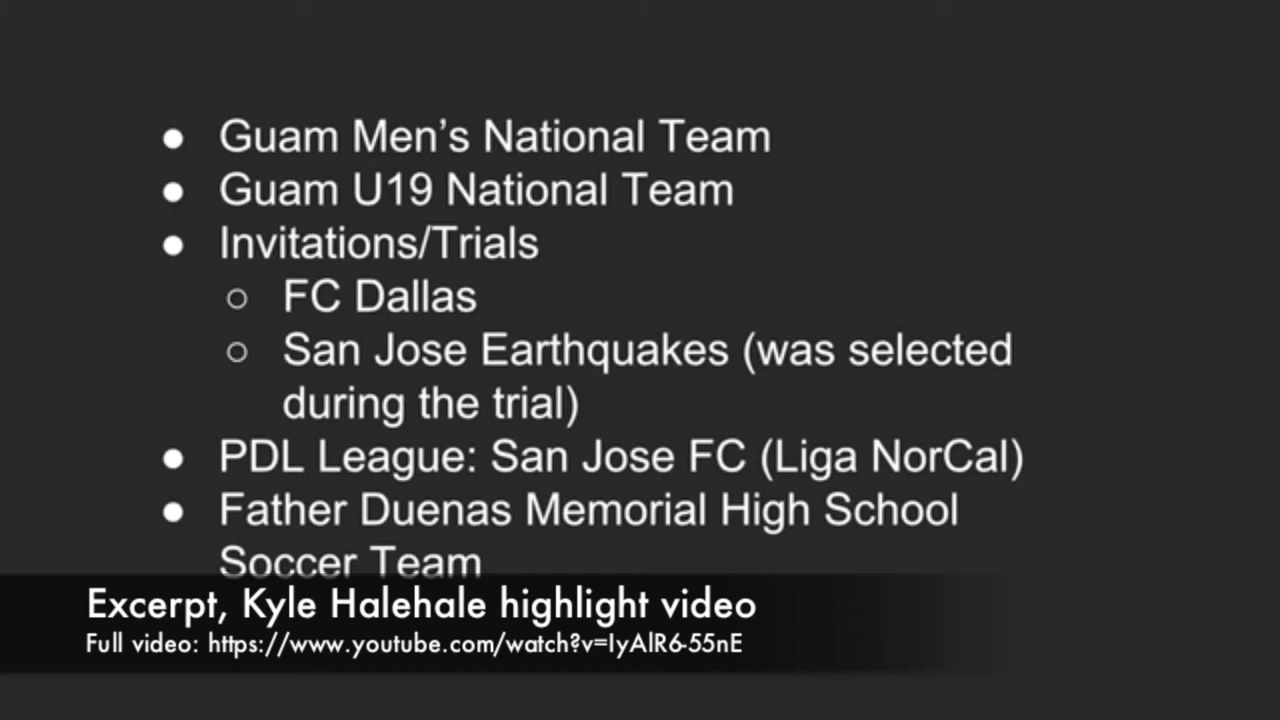 ● Guam Men's National Team
● Guam U19 National Team
● Invitations/Trials
○ FC Dallas
○ San Jose Earthquakes (was selected
during the trial)
● PDL League: San Jose FC (Liga NorCal)
● Father Duenas Memorial High School
Soccer Team
Excerpt, Kyle Halehale highlight video
Full video: https://www.youtube.com/watch?v=IyAlR6-55nE